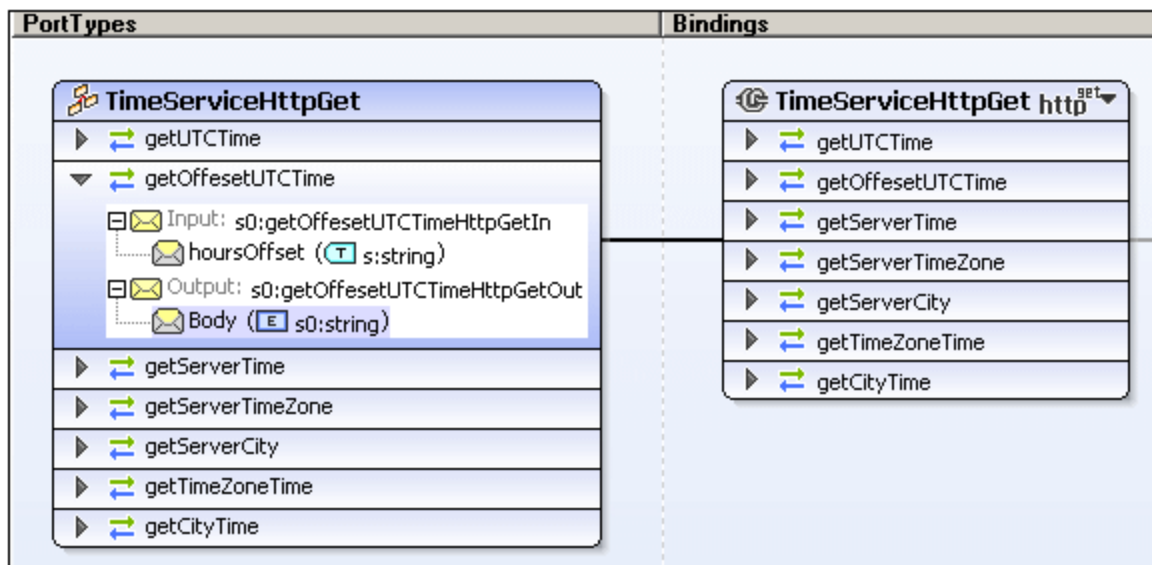 PortTypes
Bindings
TimeServiceHttpGet
getUTCTime
getOffesetUTCTime
Input: s0:getOffesetUTCTimeHttpGetIn
hoursOffset (T s:string)
Output: s0:getOffesetUTCTimeHttpGetOut
Body (E s0:string)
getServerTime
getServerTimeZone
getServerCity
getTimeZoneTime
getCityTime
TimeServiceHttpGet http get
getUTCTime
getOffesetUTCTime
getServerTime
getServerTimeZone
getServerCity
getTimeZoneTime
getCityTime